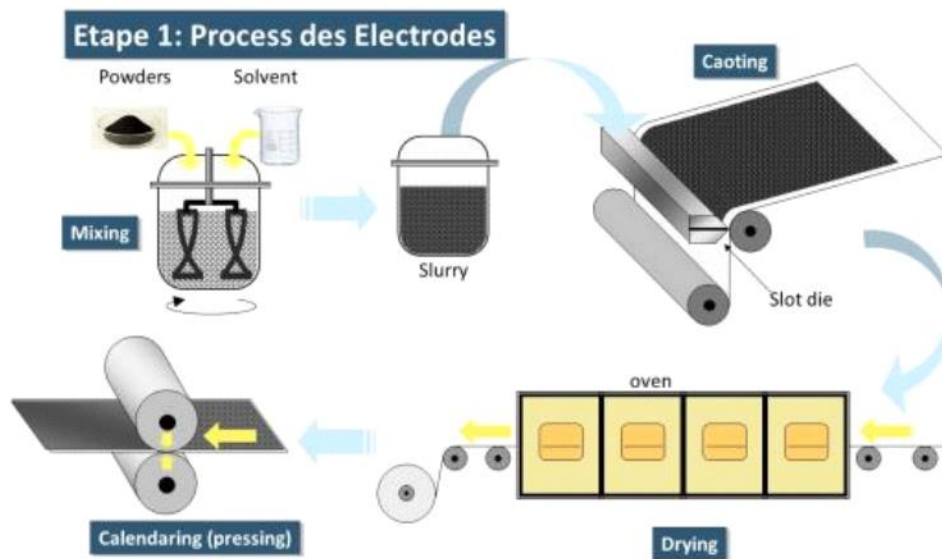 Etape 1: Process des Electrodes
Powders
Solvent
Caoting
Mixing
Slurry
Slot die
oven
Calendaring (pressing)
Drying